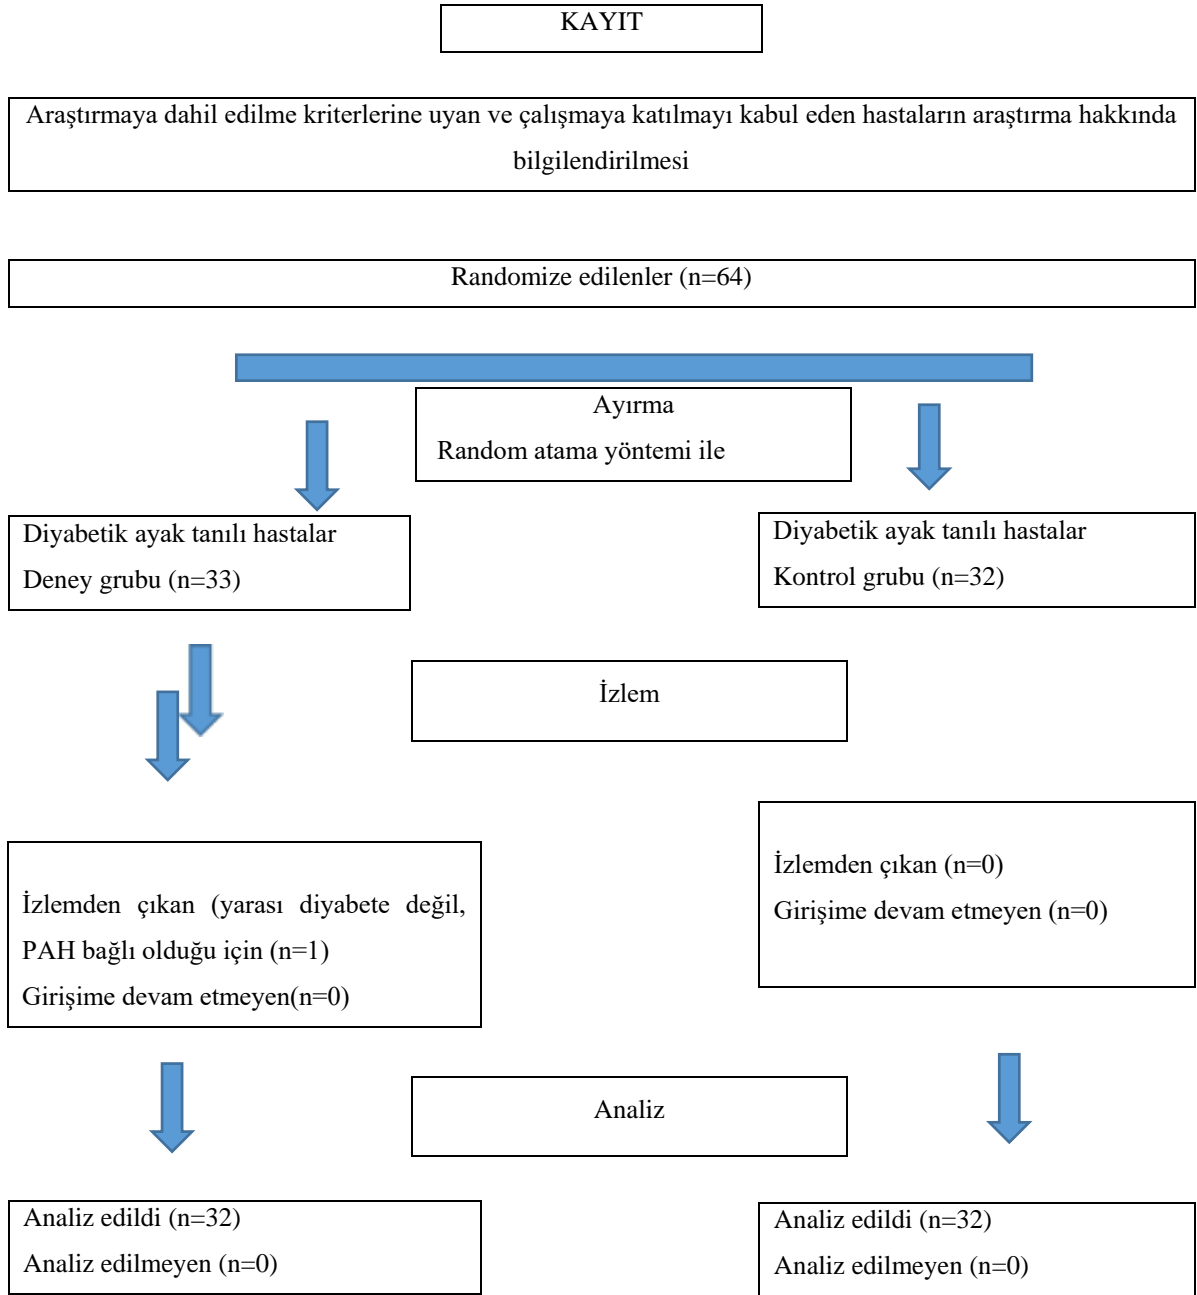 KAYIT
Araştırmaya dahil edilme kriterlerine uyan ve çalışmaya katılmayı kabul eden hastaların araştırma hakkında
bilgilendirilmesi
Randomize edilenler (n=64)
Ayırma
Random atama yöntemi ile
Diyabetik ayak tanılı hastalar
Deney grubu (n=33)
Diyabetik ayak tanılı hastalar
Kontrol grubu (n=32)
İzlem
İzlemden çıkan (yarası diyabete değil,
PAH bağlı olduğu için (n=1)
Girişime devam etmeyen(n=0)
İzlemden çıkan (n=0)
Girişime devam etmeyen (n=0)
Analiz
Analiz edildi (n=32)
Analiz edilmeyen (n=0)
Analiz edildi (n=32)
Analiz edilmeyen (n=0)